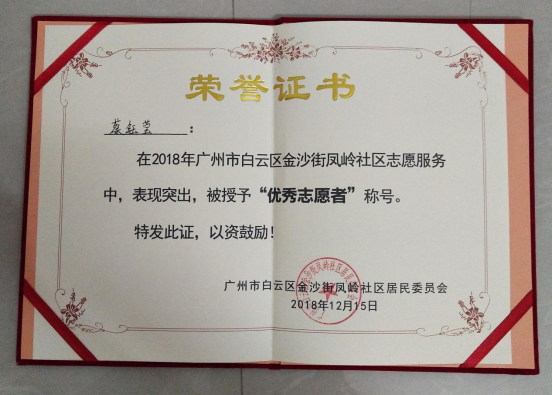 荣誉证书
：
在2018年广州市白云区金沙街凤岭社区志愿服务
中，表现突出，被授予“优秀志愿者”称号。
特发此证，以资鼓励！
广州市白云区金沙街凤岭社区居民委员会
2018年12月15日